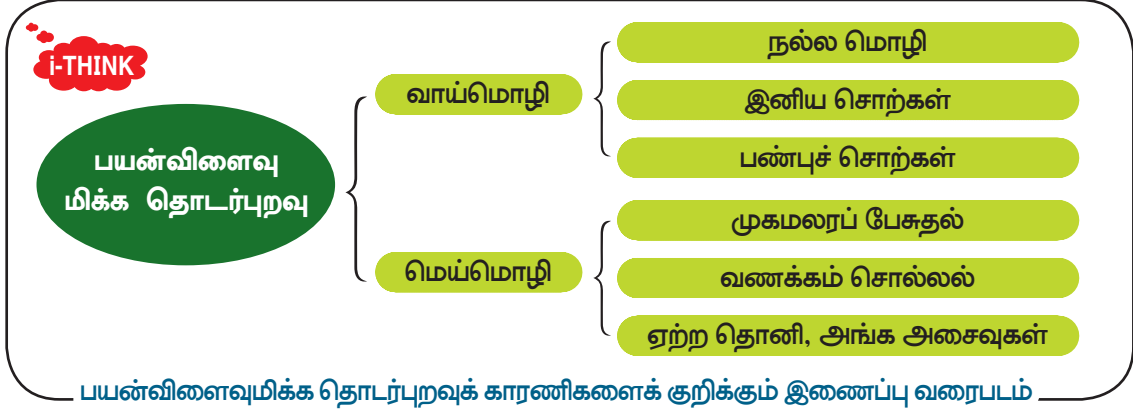 i-THINK
பயன்விளைவு
மிக்க தொடர்புறவு
வாய்மொழி
நல்ல மொழி
இனிய சொற்கள்
பண்புச் சொற்கள்
மெய்மொழி
முகமலரப் பேசுதல்
வணக்கம் சொல்லல்
ஏற்ற தொனி, அங்க அசைவுகள்
பயன்விளைவுமிக்க தொடர்புறவுக் காரணிகளைக் குறிக்கும் இணைப்பு வரைபடம்